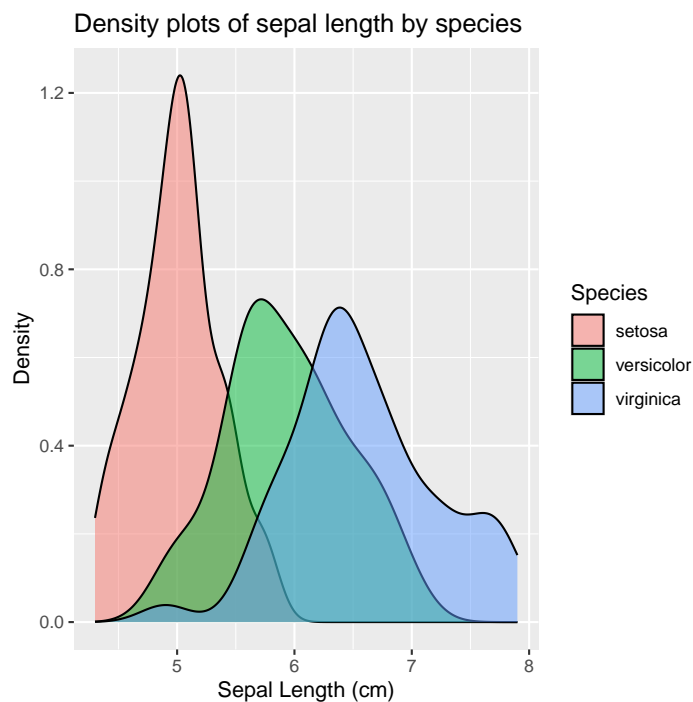 Density plots of sepal length by species
1.2
0.8
0.4
0.0
Density
5 6 7 8
Sepal Length (cm)
Species
setosa
versicolor
virginica